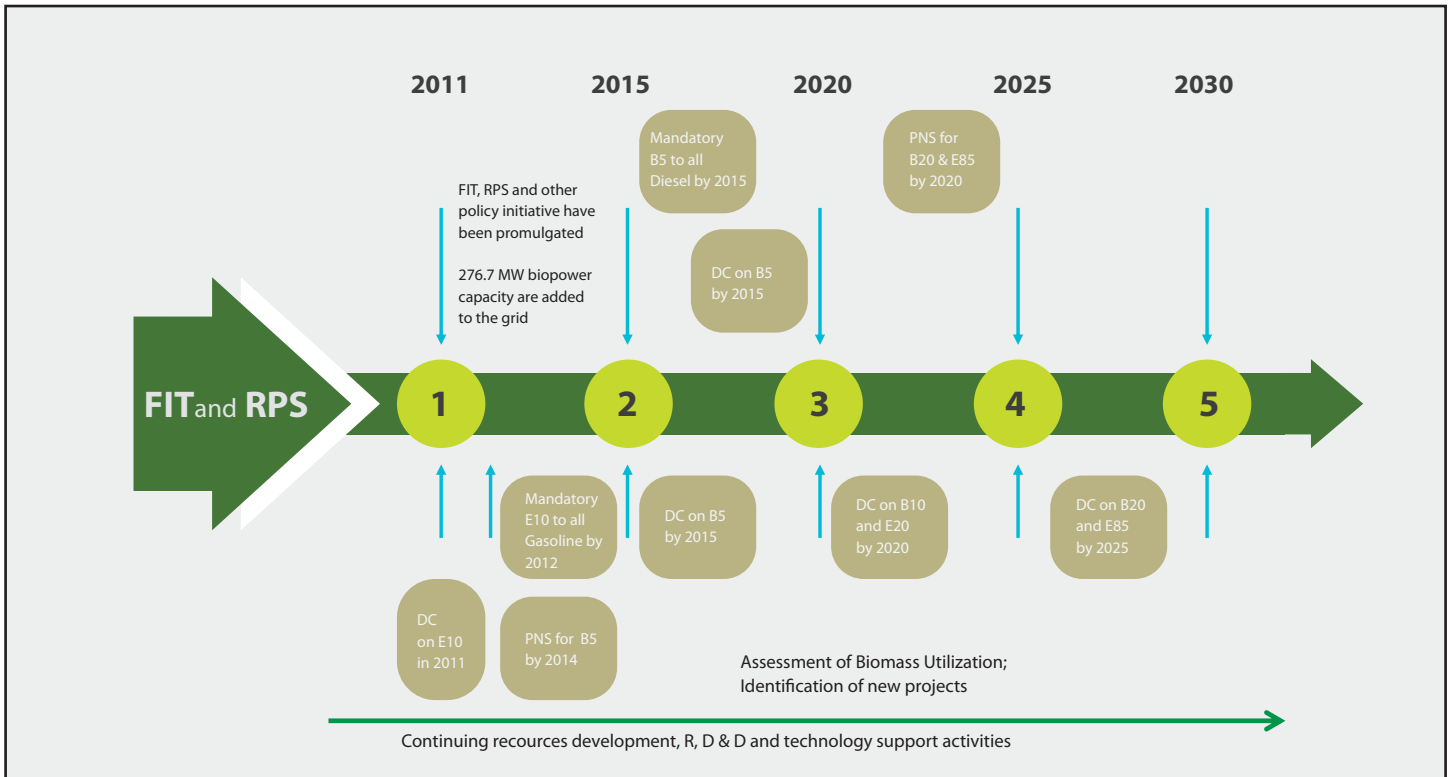 2011 2015 2020 2025 2030
Mandatory
B5 to all
Diesel by 2015
PNS for
B20 & E85
by 2020
FIT, RPS and other
policy initiative have
been promulgated
276.7 MW biopower
capacity are added
to the grid
DC on B5
by 2015
FIT and RPS
1 2 3 4 5
Mandatory
E10 to all
Gasoline by
2012
DC on B5
by 2015
DC on B10
and E20
by 2020
DC on B20
and E85
by 2025
DC
on E10
in 2011
PNS for B5
by 2014
Assessment of Biomass Utilization;
Identification of new projects
Continuing recources development, R, D & D and technology support activities